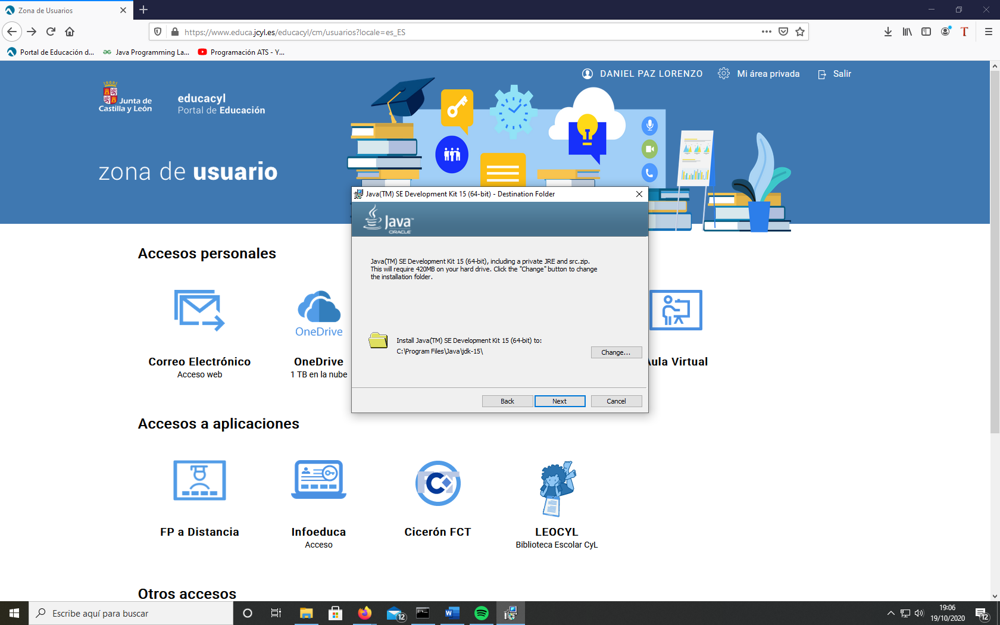 Zona de Usuarios
https://www.educa.jcyl.es/educacyl/cm/usuarios?locale=es_ES
T
Portal de Educación d...
Java Programming La...
Programación ATS - Y...
DANIEL PAZ LORENZO
Mi área privada
Salir
Junta de
Castilla y León
educacyl
Portal de Educación
zona de usuario
Java(TM) SE Development Kit 15 (64-bit) - Destination Folder
Java™
ORACLE
Java(TM) SE Development Kit 15 (64-bit), including a private JRE and src.zip.
This will require 420MB on your hard drive. Click the "Change" button to change
the installation folder.
Install Java(TM) SE Development Kit 15 (64-bit) to:
C:\Program Files\Java\jdk-15\
Change...
Back
Next
Cancel
Accesos personales
OneDrive
Correo Electrónico
Acceso web
OneDrive
1 TB en la nube
Aula Virtual
Accesos a aplicaciones
FCT
FP a Distancia
Infoeduca
Acceso
Cicerón FCT
LEOCYL
Biblioteca Escolar CyL
Otros accesos
Escribe aquí para buscar
12
19:06
19/10/2020
12